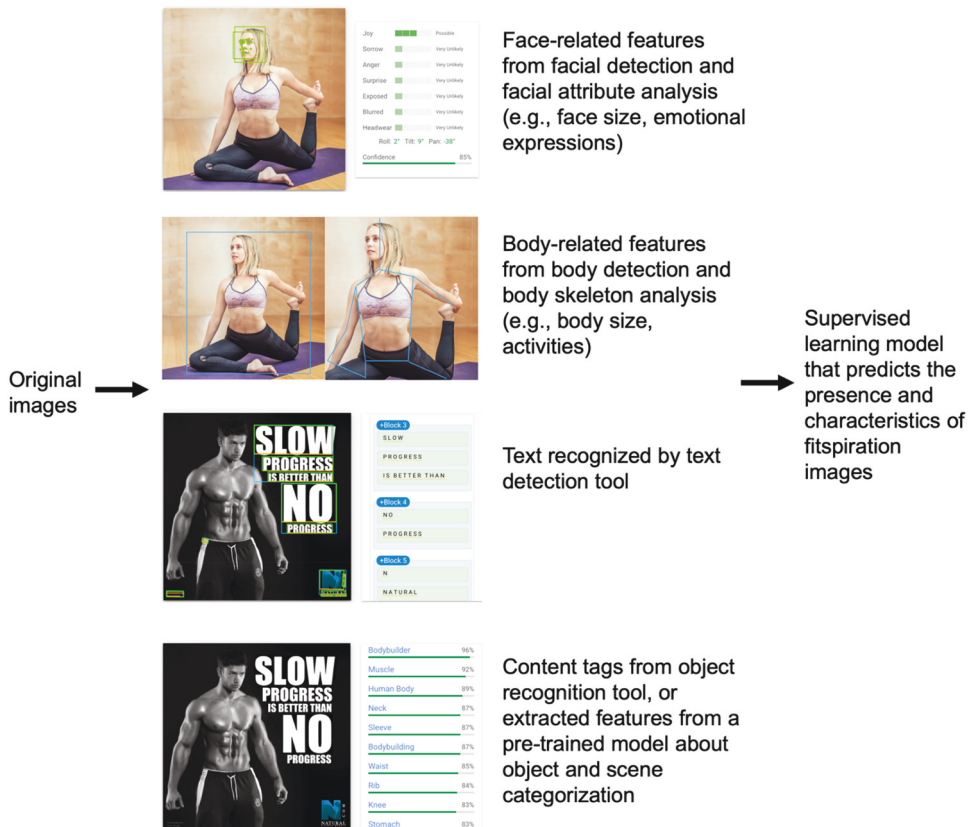 Original
images
Joy Possible
Sorrow Very Unlikely
Anger Very Unlikely
Surprise Very Unlikely
Exposed Very Unlikely
Blurred Very Unlikely
Headwear Very Unlikely
Roll: 2° Tilt: 9° Pan: -38°
Confidence 85%
Face-related features
from facial detection and
facial attribute analysis
(e.g., face size, emotional
expressions)
Body-related features
from body detection and
body skeleton analysis
(e.g., body size,
activities)
SLOW
PROGRESS
IS BETTER THAN
NO
PROGRESS
N
NATURAL
+Block 3
SLOW
PROGRESS
IS BETTER THAN
+Block 4
NO
PROGRESS
+Block 5
N
NATURAL
Text recognized by text
detection tool
SLOW
PROGRESS
IS BETTER THAN
NO
PROGRESS
N
NATURAL
Bodybuilder 96%
Muscle 92%
Human Body 89%
Neck 87%
Sleeve 87%
Bodybuilding 87%
Waist 85%
Rib 84%
Knee 83%
Stomach 83%
Content tags from object
recognition tool, or
extracted features from a
pre-trained model about
object and scene
categorization
Supervised
learning model
that predicts the
presence and
characteristics of
fitspiration
images